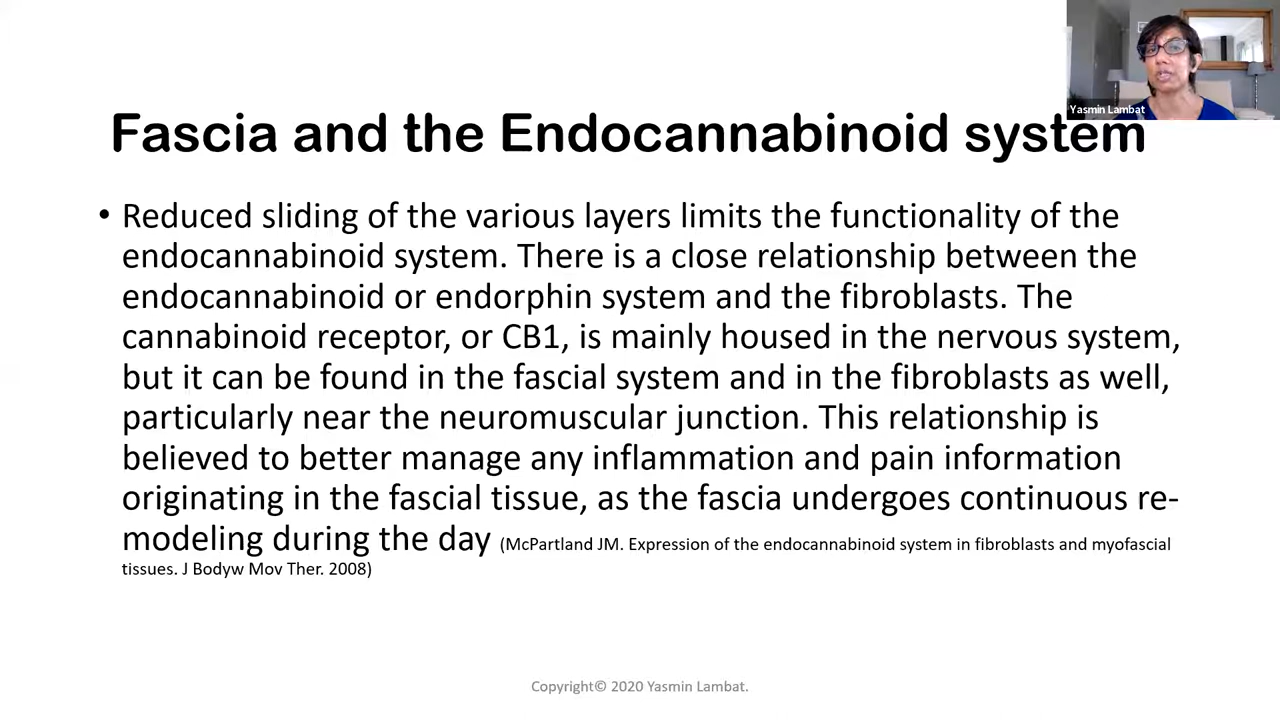 Yasmin Lambat
Fascia and the Endocannabinoid system
• Reduced sliding of the various layers limits the functionality of the
endocannabinoid system. There is a close relationship between the
endocannabinoid or endorphin system and the fibroblasts. The
cannabinoid receptor, or CB1, is mainly housed in the nervous system,
but it can be found in the fascial system and in the fibroblasts as well,
particularly near the neuromuscular junction. This relationship is
believed to better manage any inflammation and pain information
originating in the fascial tissue, as the fascia undergoes continuous re-
modeling during the day (McPartland JM. Expression of the endocannabinoid system in fibroblasts and myofascial
tissues. J Bodyw Mov Ther. 2008)
Copyright© 2020 Yasmin Lambat.